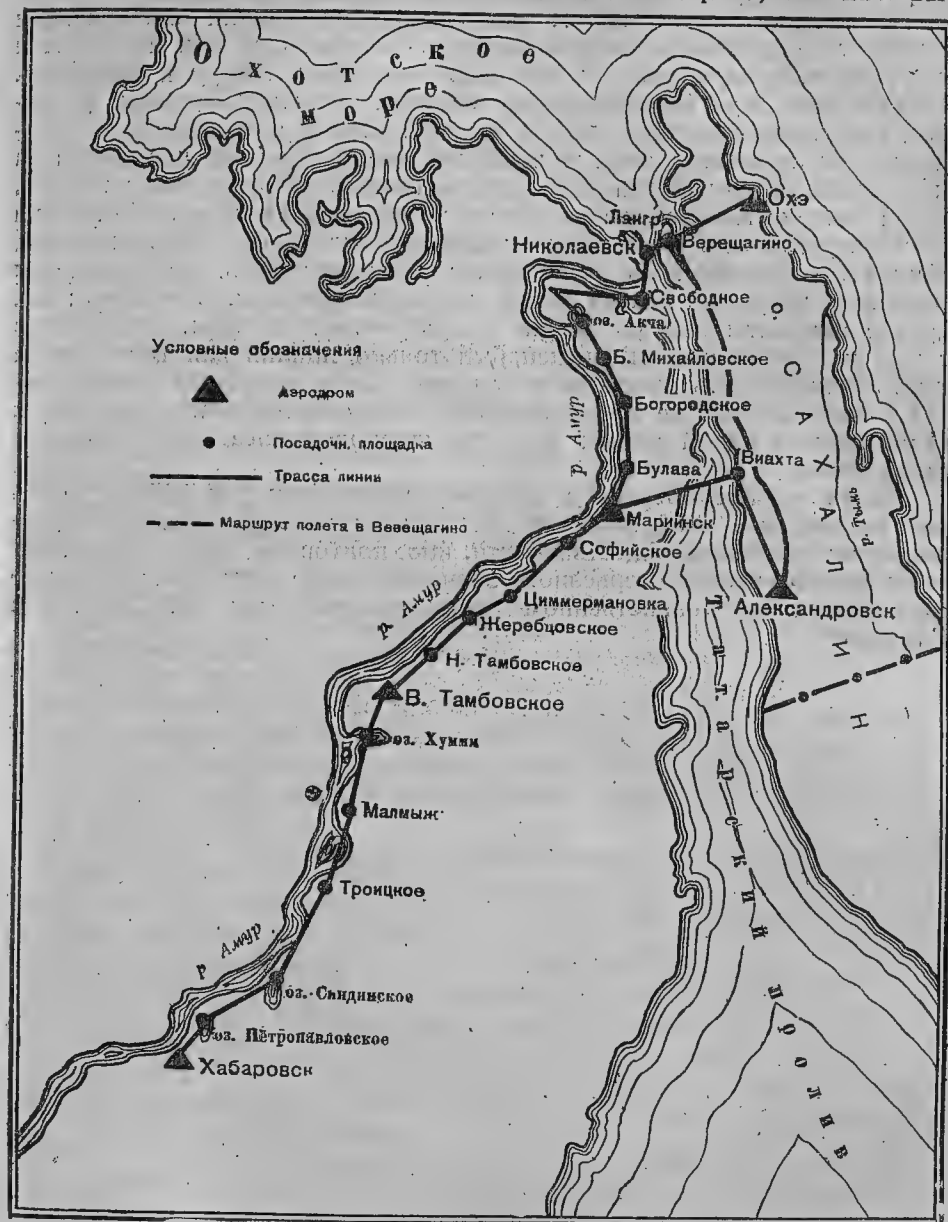 Охотское
море
Охэ
Лангр
Верещагино
Николаевск
Свободное
оз. Акча
Условные обозначения
Аэродром
Посадочн. площадка
Трасса линии
Маршрут полета в Вевещагино
Б. Михайловское
Богородское
р. Амур
Булава
Виахта
о. САХАЛИН
р. Тымь
Мариинск
Софийское
Циммермановка
Александровск
Жеребцовское
р. Амур
Н. Тамбовское
В. Тамбовское
Татарский пролив
оз. Хумми
Малмыж
Троицкое
р Амур
оз. Синдинское
оз. Петропавловское
Хабаровск